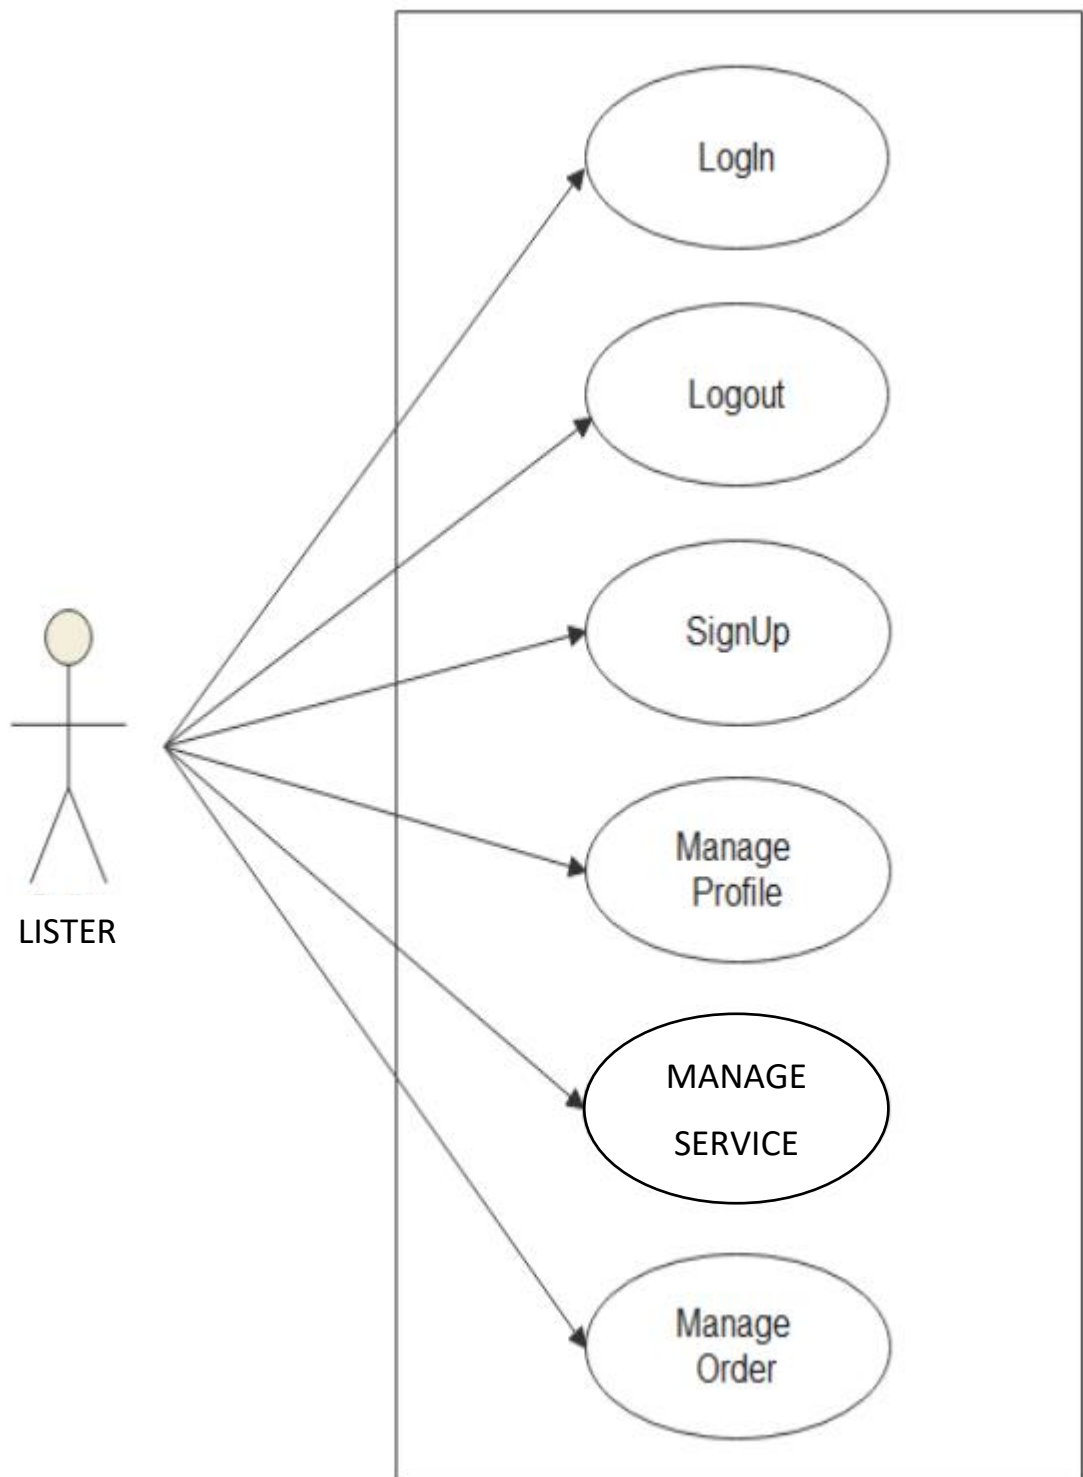 LogIn
Logout
SignUp
Manage
Profile
LISTER
MANAGE
SERVICE
Manage
Order